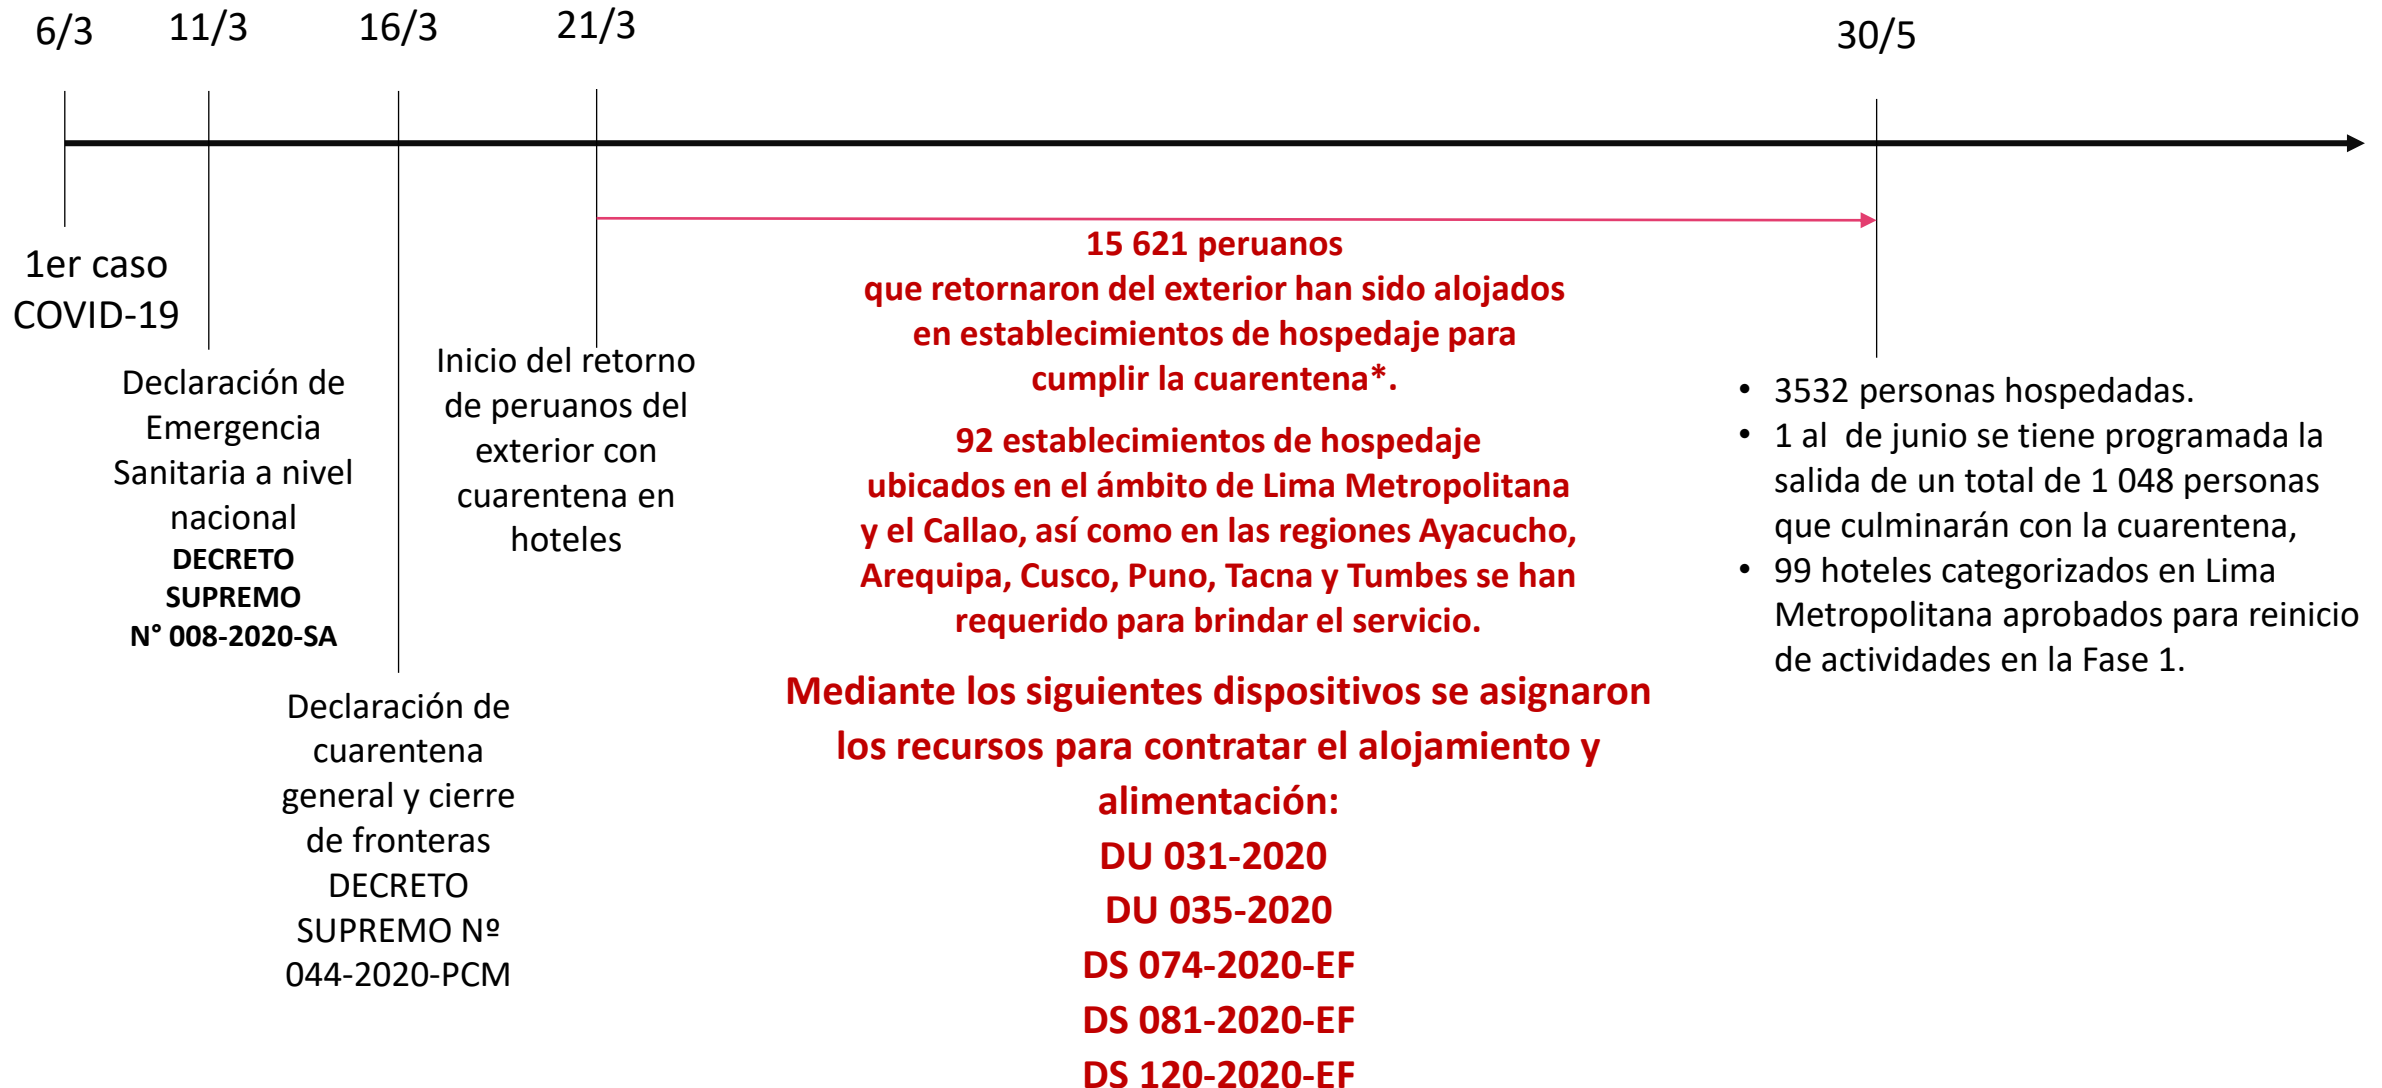 6/3
11/3
16/3
21/3
30/5
1er caso
COVID-19
Declaración de
Emergencia
Sanitaria a nivel
nacional
DECRETO
SUPREMO
N° 008-2020-SA
Declaración de
cuarentena
general y cierre
de fronteras
DECRETO
SUPREMO Nº
044-2020-PCM
Inicio del retorno
de peruanos del
exterior con
cuarentena en
hoteles
15 621 peruanos
que retornaron del exterior han sido alojados
en establecimientos de hospedaje para
cumplir la cuarentena*.
92 establecimientos de hospedaje
ubicados en el ámbito de Lima Metropolitana
y el Callao, así como en las regiones Ayacucho,
Arequipa, Cusco, Puno, Tacna y Tumbes se han
requerido para brindar el servicio.
Mediante los siguientes dispositivos se asignaron
los recursos para contratar el alojamiento y
alimentación:
DU 031-2020
DU 035-2020
DS 074-2020-EF
DS 081-2020-EF
DS 120-2020-EF
• 3532 personas hospedadas.
• 1 al  de junio se tiene programada la
salida de un total de 1 048 personas
que culminarán con la cuarentena,
• 99 hoteles categorizados en Lima
Metropolitana aprobados para reinicio
de actividades en la Fase 1.